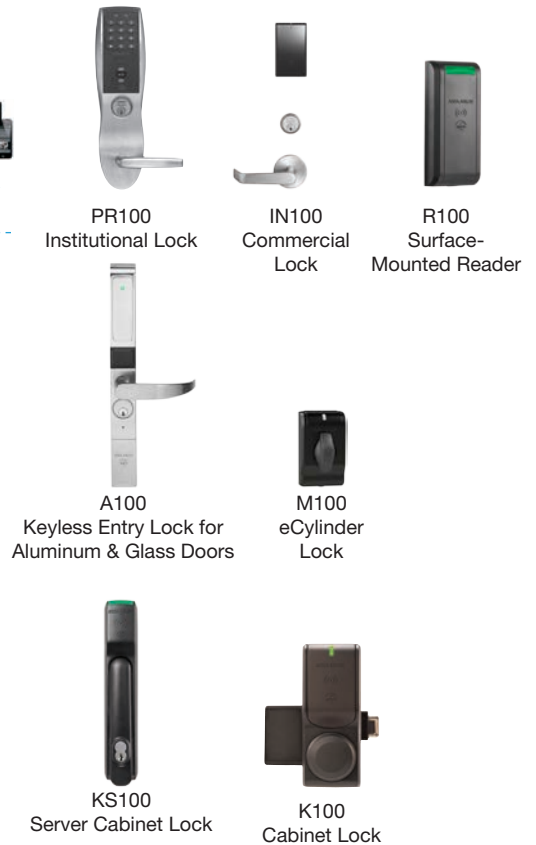 PR100
Institutional Lock
IN100
Commercial
Lock
R100
Surface-
Mounted Reader
A100
Keyless Entry Lock for
Aluminum & Glass Doors
M100
eCylinder
Lock
KS100
Server Cabinet Lock
K100
Cabinet Lock